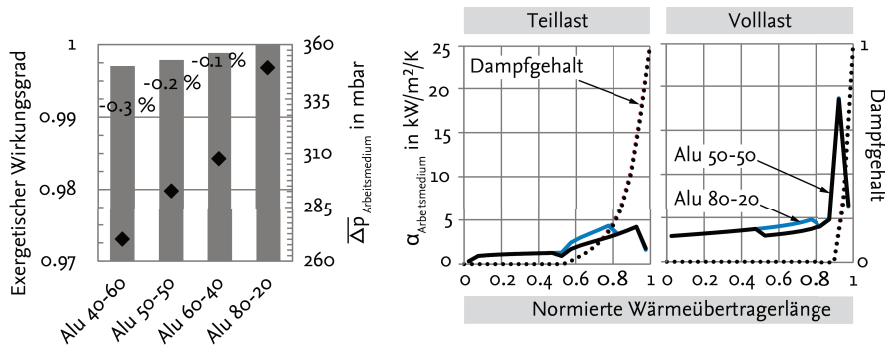 Exergetischer Wirkungsgrad
1
0.99
0.98
0.97
-0.3 %
-0.2 %
-0.1 %
360
335
310
285
260
Δp Arbeitsmedium in mbar
Alu 40-60
Alu 50-50
Alu 60-40
Alu 80-20
Teillast
Volllast
α Arbetsmedium in kW/m²/K
25
20
15
10
5
0
Dampfgehalt
Alu 50-50
Alu 80-20
1
0
Dampfgehalt
0 0.2 0.4 0.6 0.8 1
0 0.2 0.4 0.6 0.8 1
Normierte Wärmeübertragerlänge